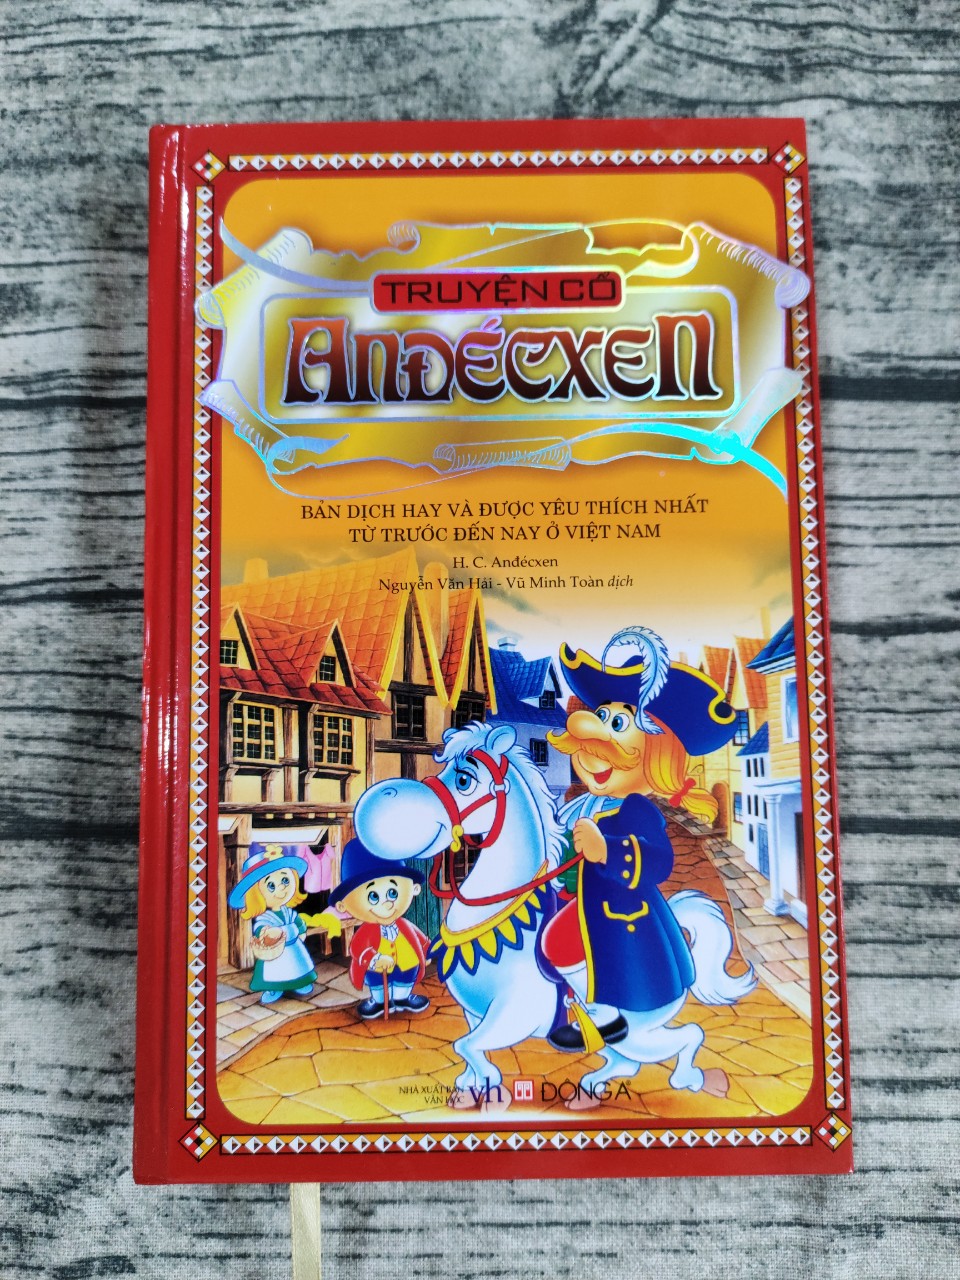 TRUYỆN CỔ
ANĐÉCXEN
BẢN DỊCH HAY VÀ ĐƯỢC YÊU THÍCH NHẤT
TỪ TRƯỚC ĐẾN NAY Ở VIỆT NAM
H. C. Anđécxen
Nguyễn Văn Hải - Vũ Minh Toàn dịch
NHÀ XUẤT BẢN
VĂN HỌC
vh
ĐÔNG A